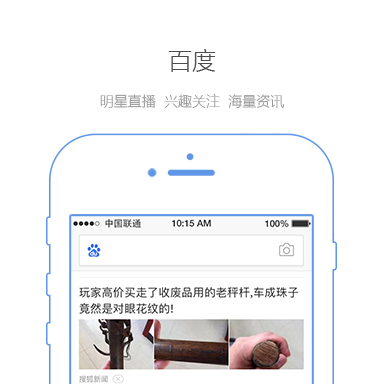 百度
明星直播 兴趣关注 海量资讯
中国联通 10:15 AM 100%
玩家高价买走了收废品用的老秤杆,车成珠子
竟然是对眼花纹的!
搜狐新闻